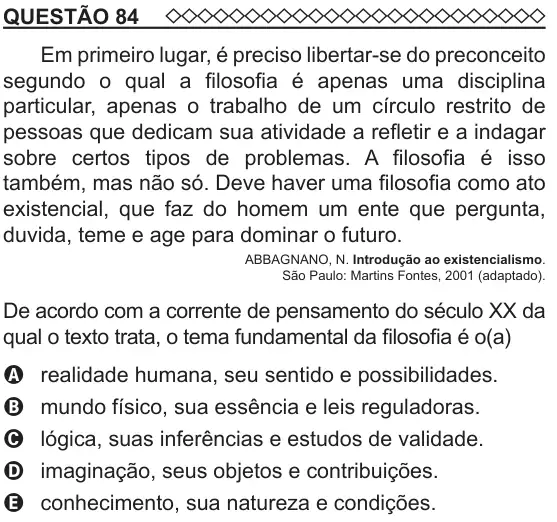 QUESTÃO 84
Em primeiro lugar, é preciso libertar-se do preconceito
segundo o qual a filosofia é apenas uma disciplina
particular, apenas o trabalho de um círculo restrito de
pessoas que dedicam sua atividade a refletir e a indagar
sobre certos tipos de problemas. A filosofia é isso
também, mas não só. Deve haver uma filosofia como ato
existencial, que faz do homem um ente que pergunta,
duvida, teme e age para dominar o futuro.
ABBAGNANO, N. Introdução ao existencialismo.
São Paulo: Martins Fontes, 2001 (adaptado).
De acordo com a corrente de pensamento do século XX da
qual o texto trata, o tema fundamental da filosofia é o(a)
A realidade humana, seu sentido e possibilidades.
B mundo físico, sua essência e leis reguladoras.
C lógica, suas inferências e estudos de validade.
D imaginação, seus objetos e contribuições.
E conhecimento, sua natureza e condições.